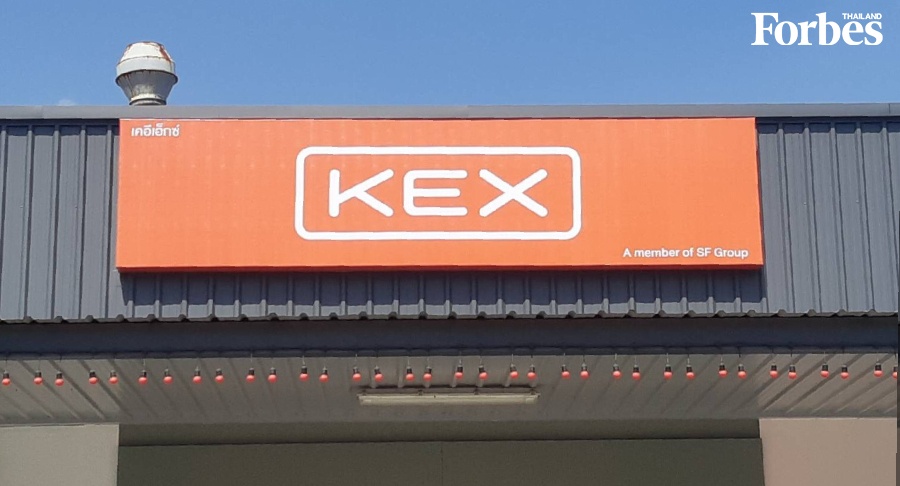 Forbes
THAILAND
เคอีเอ็กซ์
KEX
A member of SF Group